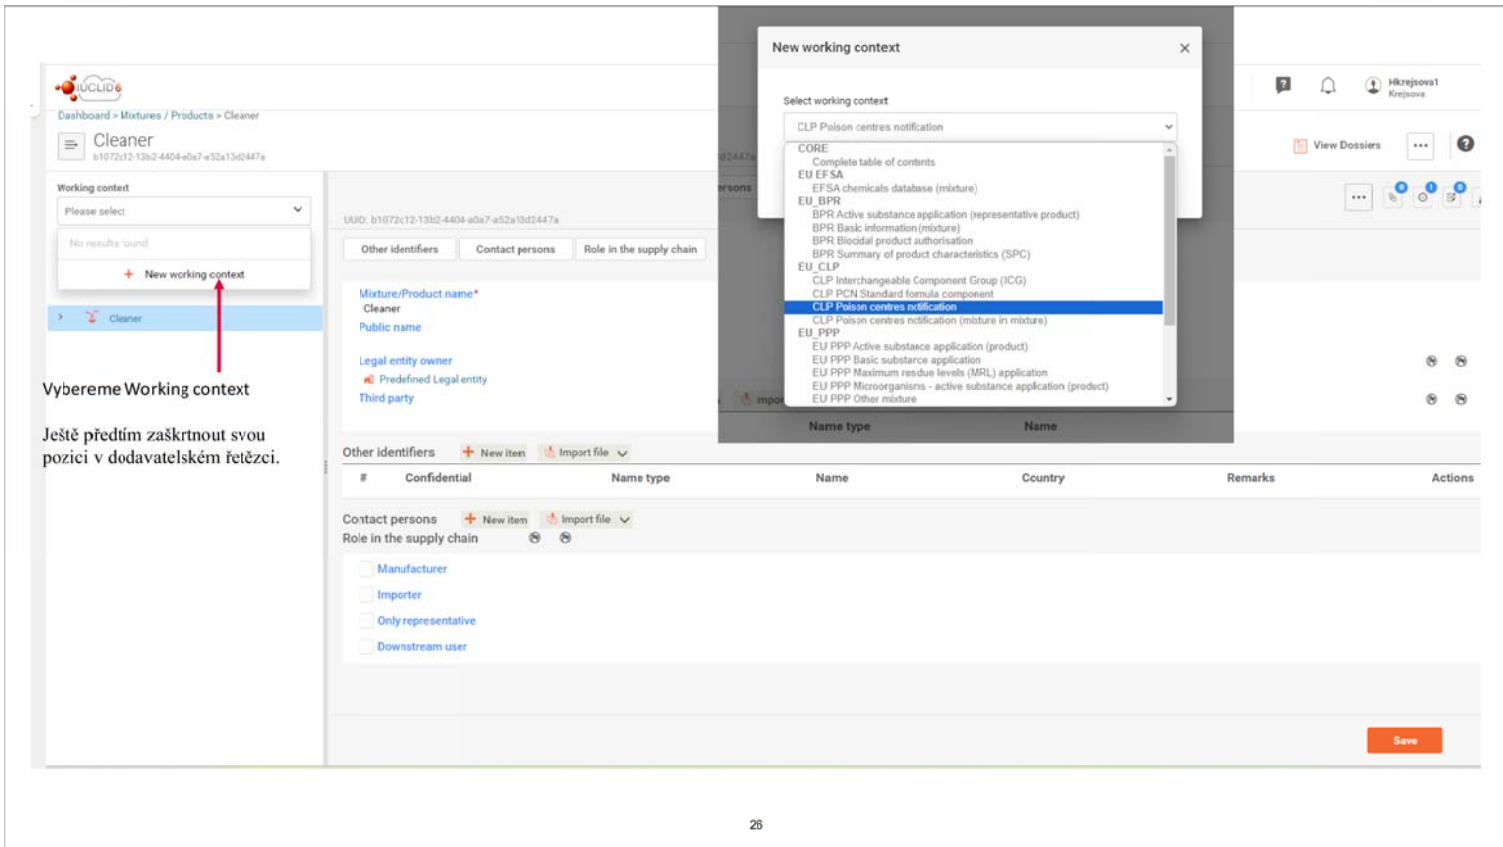 New working context
Select working context
CLP Poison centres notification
CORE
Complete table of contents
EU EFSA
EFSA chemicals database (mixture)
EU_BPR
BPR Active substance application (representative product)
BPR Basic information (mixture)
BPR Biocidal product authorisation
BPR Summary of product characteristics (SPC)
EU_CLP
CLP Interchangeable Component Group (ICG)
CLP PCN Standard formula component
CLP Poison centres notification
CLP Poison centres notification (mixture in mixture)
EU_PPP
EU PPP Active substance application (product)
EU PPP Basic substance application
EU PPP Maximum residue levels (MRL) application
EU PPP Microorganisms - active substance application (product)
EU PPP Other mixture
Name type Name
IUCLID 6
Hkrejsova1
Krejsova
Dashboard > Mixtures / Products > Cleaner
Cleaner
b1072c12-13b2-4404-a0a7-a52a13d2447a
View Dossiers
Working context
Please select
No results found
+ New working context
Cleaner
Vybereme Working context
Ještě předtím zaškrtnout svou
pozici v dodavatelském řetězci.
UUID: b1072c12-13b2-4404-a0a7-a52a13d2447a
Other identifiers Contact persons Role in the supply chain
0 1 0
Mixture/Product name*
Cleaner
Public name
Legal entity owner
Predefined Legal entity
Third party
Other identifiers + New item Import file
# Confidential Name type Name Country Remarks Actions
Contact persons + New item Import file
Role in the supply chain
Manufacturer
Importer
Only representative
Downstream user
Save
26